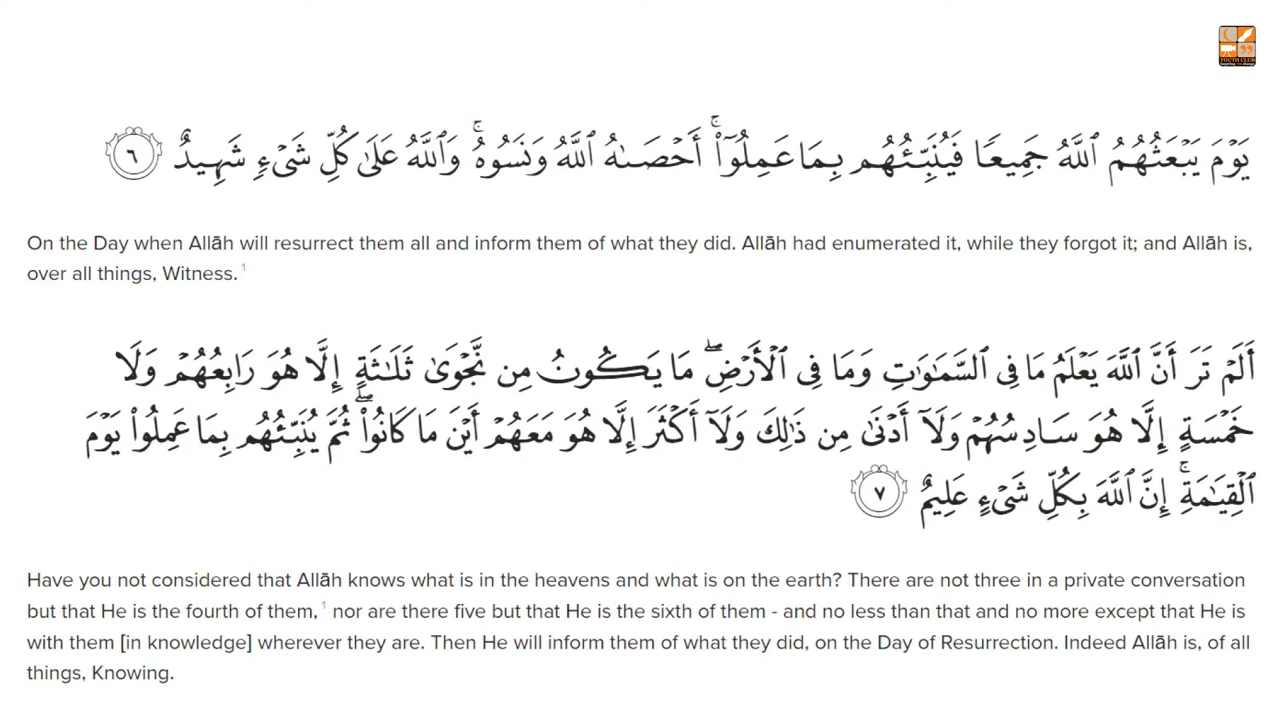 YOUTH CLUB
يَوْمَ يَبْعَثُهُمُ ٱللَّهُ جَمِيعًا فَيُنَبِّئُهُم بِمَا عَمِلُوٓا۟ ۚ أَحْصَىٰهُ ٱللَّهُ وَنَسُوهُ ۚ وَٱللَّهُ عَلَىٰ كُلِّ شَىْءٍ شَهِيدٌ ٦
On the Day when Allāh will resurrect them all and inform them of what they did. Allāh had enumerated it, while they forgot it; and Allāh is,
over all things, Witness. 1
أَلَمْ تَرَ أَنَّ ٱللَّهَ يَعْلَمُ مَا فِى ٱلسَّمَـٰوَٰتِ وَمَا فِى ٱلْأَرْضِ ۖ مَا يَكُونُ مِن نَّجْوَىٰ ثَلَـٰثَةٍ إِلَّا هُوَ رَابِعُهُمْ وَلَا
خَمْسَةٍ إِلَّا هُوَ سَادِسُهُمْ وَلَآ أَدْنَىٰ مِن ذَٰلِكَ وَلَآ أَكْثَرَ إِلَّا هُوَ مَعَهُمْ أَيْنَ مَا كَانُوا۟ ۖ ثُمَّ يُنَبِّئُهُم بِمَا عَمِلُوا۟ يَوْمَ
ٱلْقِيَـٰمَةِ ۚ إِنَّ ٱللَّهَ بِكُلِّ شَىْءٍ عَلِيمٌ ٧
Have you not considered that Allāh knows what is in the heavens and what is on the earth? There are not three in a private conversation
but that He is the fourth of them, 1 nor are there five but that He is the sixth of them - and no less than that and no more except that He is
with them [in knowledge] wherever they are. Then He will inform them of what they did, on the Day of Resurrection. Indeed Allāh is, of all
things, Knowing.